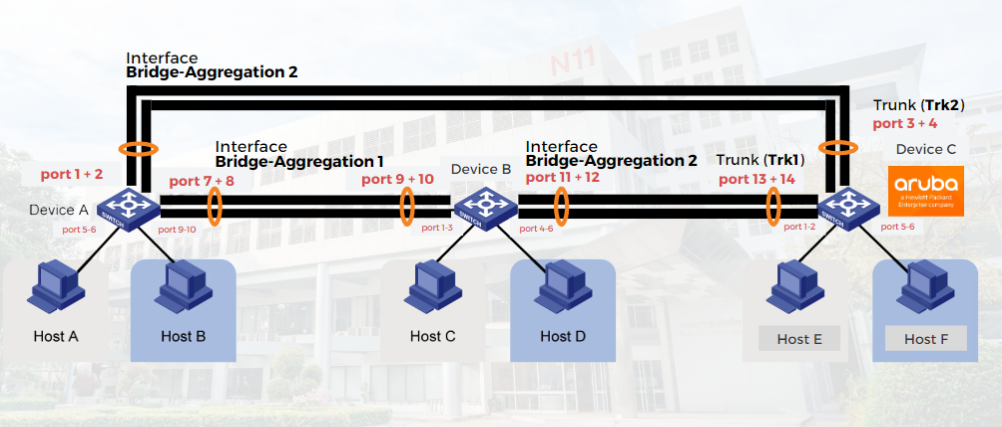 N11
Interface
Bridge-Aggregation 2
Trunk (Trk2)
port 3 + 4
Device C
aruba
a Hewlett Packard
Enterprise company
Interface
Bridge-Aggregation 1
Interface
Bridge-Aggregation 2
Trunk (Trk1)
port 1 + 2
port 7 + 8
port 9 + 10
Device B
port 11 + 12
port 13 + 14
Device A
SWITCH
SWITCH
SWITCH
port 5-6
port 9-10
port 1-3
port 4-6
port 1-2
port 5-6
Host A
Host B
Host C
Host D
Host E
Host F